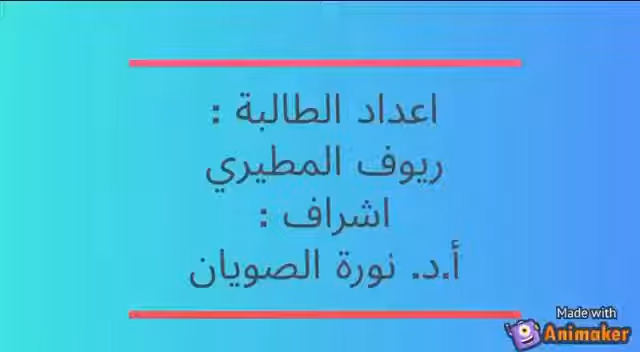 اعداد الطالبة :
ريوف المطيري
اشراف :
أ.د. نورة الصويان
Made with
Animaker